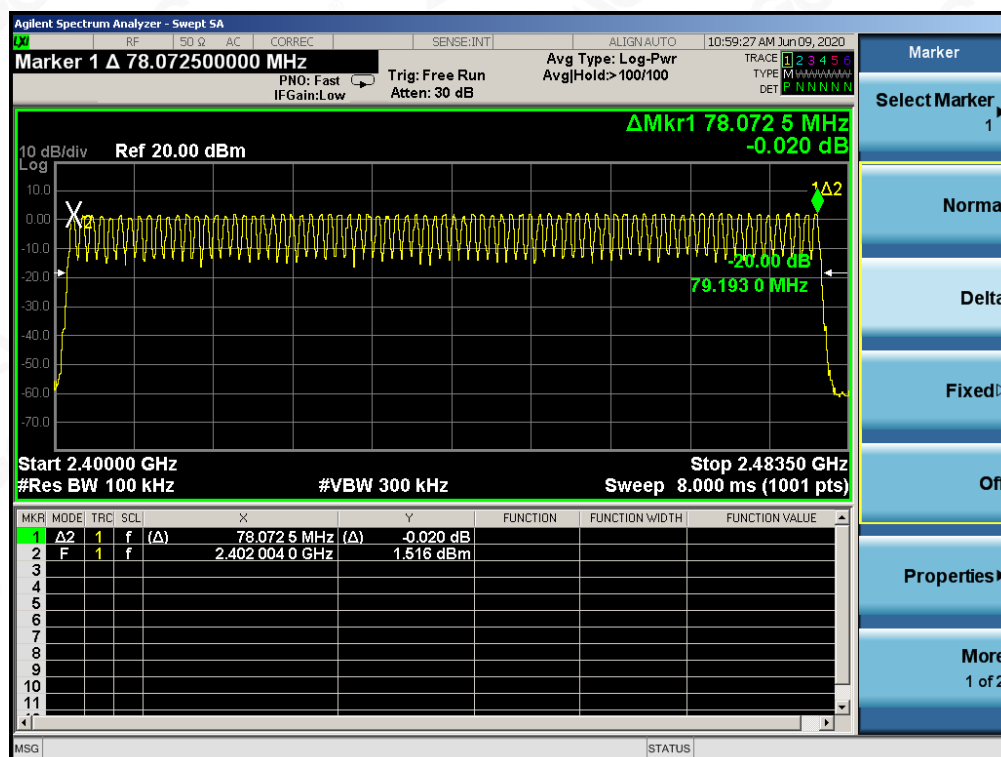 Agilent Spectrum Analyzer - Swept SA
LXI RF 50 Ω AC CORREC SENSE:INT ALIGN AUTO 10:59:27 AM Jun 09, 2020
Marker 1 Δ 78.072500000 MHz
PNO: Fast
IFGain:Low
Trig: Free Run
Atten: 30 dB
Avg Type: Log-Pwr
Avg|Hold:>100/100
TRACE 1 2 3 4 5 6
TYPE M
DET P N N N N N
ΔMkr1 78.072 5 MHz
-0.020 dB
10 dB/div Ref 20.00 dBm
Log
10.0
0.00
-10.0
-20.0
-30.0
-40.0
-50.0
-60.0
-70.0
X2
1Δ2
-20.00 dB
79.193 0 MHz
Start 2.40000 GHz Stop 2.48350 GHz
#Res BW 100 kHz #VBW 300 kHz Sweep 8.000 ms (1001 pts)
MKR MODE TRC SCL X Y FUNCTION FUNCTION WIDTH FUNCTION VALUE
1 Δ2 1 f (Δ) 78.072 5 MHz (Δ) -0.020 dB
2 F 1 f 2.402 004 0 GHz 1.516 dBm
3
4
5
6
7
8
9
10
11
MSG STATUS
Marker
Select Marker
1
Norma
Delta
Fixed
Off
Properties
More
1 of 2